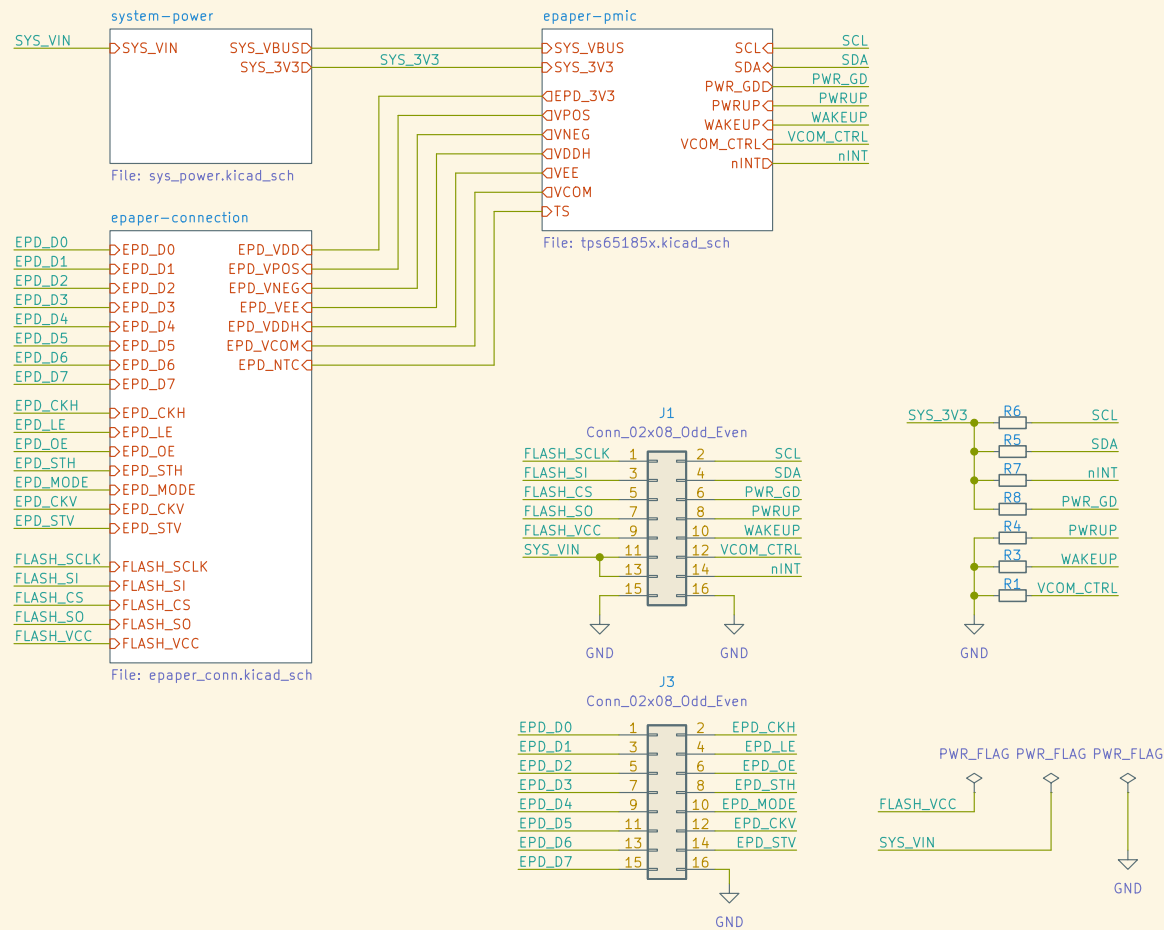 system-power
SYS_VIN
SYS_VIN
SYS_VBUS
SYS_3V3
SYS_3V3
File: sys_power.kicad_sch
epaper-pmic
SYS_VBUS
SYS_3V3
EPD_3V3
VPOS
VNEG
VDDH
VEE
VCOM
TS
SCL
SDA
PWR_GD
PWRUP
WAKEUP
VCOM_CTRL
nINT
SCL
SDA
PWR_GD
PWRUP
WAKEUP
VCOM_CTRL
nINT
File: tps65185x.kicad_sch
epaper-connection
EPD_D0
EPD_D1
EPD_D2
EPD_D3
EPD_D4
EPD_D5
EPD_D6
EPD_D7
EPD_CKH
EPD_LE
EPD_OE
EPD_STH
EPD_MODE
EPD_CKV
EPD_STV
FLASH_SCLK
FLASH_SI
FLASH_CS
FLASH_SO
FLASH_VCC
EPD_D0
EPD_D1
EPD_D2
EPD_D3
EPD_D4
EPD_D5
EPD_D6
EPD_D7
EPD_CKH
EPD_LE
EPD_OE
EPD_STH
EPD_MODE
EPD_CKV
EPD_STV
FLASH_SCLK
FLASH_SI
FLASH_CS
FLASH_SO
FLASH_VCC
EPD_VDD
EPD_VPOS
EPD_VNEG
EPD_VEE
EPD_VDDH
EPD_VCOM
EPD_NTC
File: epaper_conn.kicad_sch
J1
Conn_02x08_Odd_Even
FLASH_SCLK 1 2 SCL
FLASH_SI 3 4 SDA
FLASH_CS 5 6 PWR_GD
FLASH_SO 7 8 PWRUP
FLASH_VCC 9 10 WAKEUP
SYS_VIN 11 12 VCOM_CTRL
13 14 nINT
15 16
GND GND
SYS_3V3 R6 SCL
R5 SDA
R7 nINT
R8 PWR_GD
R4 PWRUP
R3 WAKEUP
R1 VCOM_CTRL
GND
J3
Conn_02x08_Odd_Even
EPD_D0 1 2 EPD_CKH
EPD_D1 3 4 EPD_LE
EPD_D2 5 6 EPD_OE
EPD_D3 7 8 EPD_STH
EPD_D4 9 10 EPD_MODE
EPD_D5 11 12 EPD_CKV
EPD_D6 13 14 EPD_STV
EPD_D7 15 16
GND
PWR_FLAG PWR_FLAG PWR_FLAG
FLASH_VCC
SYS_VIN
GND